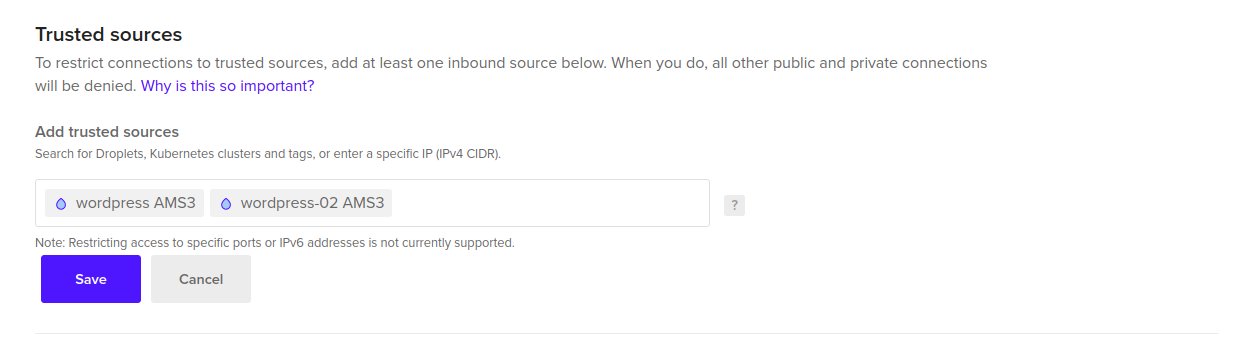 Trusted sources
To restrict connections to trusted sources, add at least one inbound source below. When you do, all other public and private connections
will be denied. Why is this so important?
Add trusted sources
Search for Droplets, Kubernetes clusters and tags, or enter a specific IP (IPv4 CIDR).
wordpress AMS3 wordpress-02 AMS3 ?
Note: Restricting access to specific ports or IPv6 addresses is not currently supported.
Save Cancel